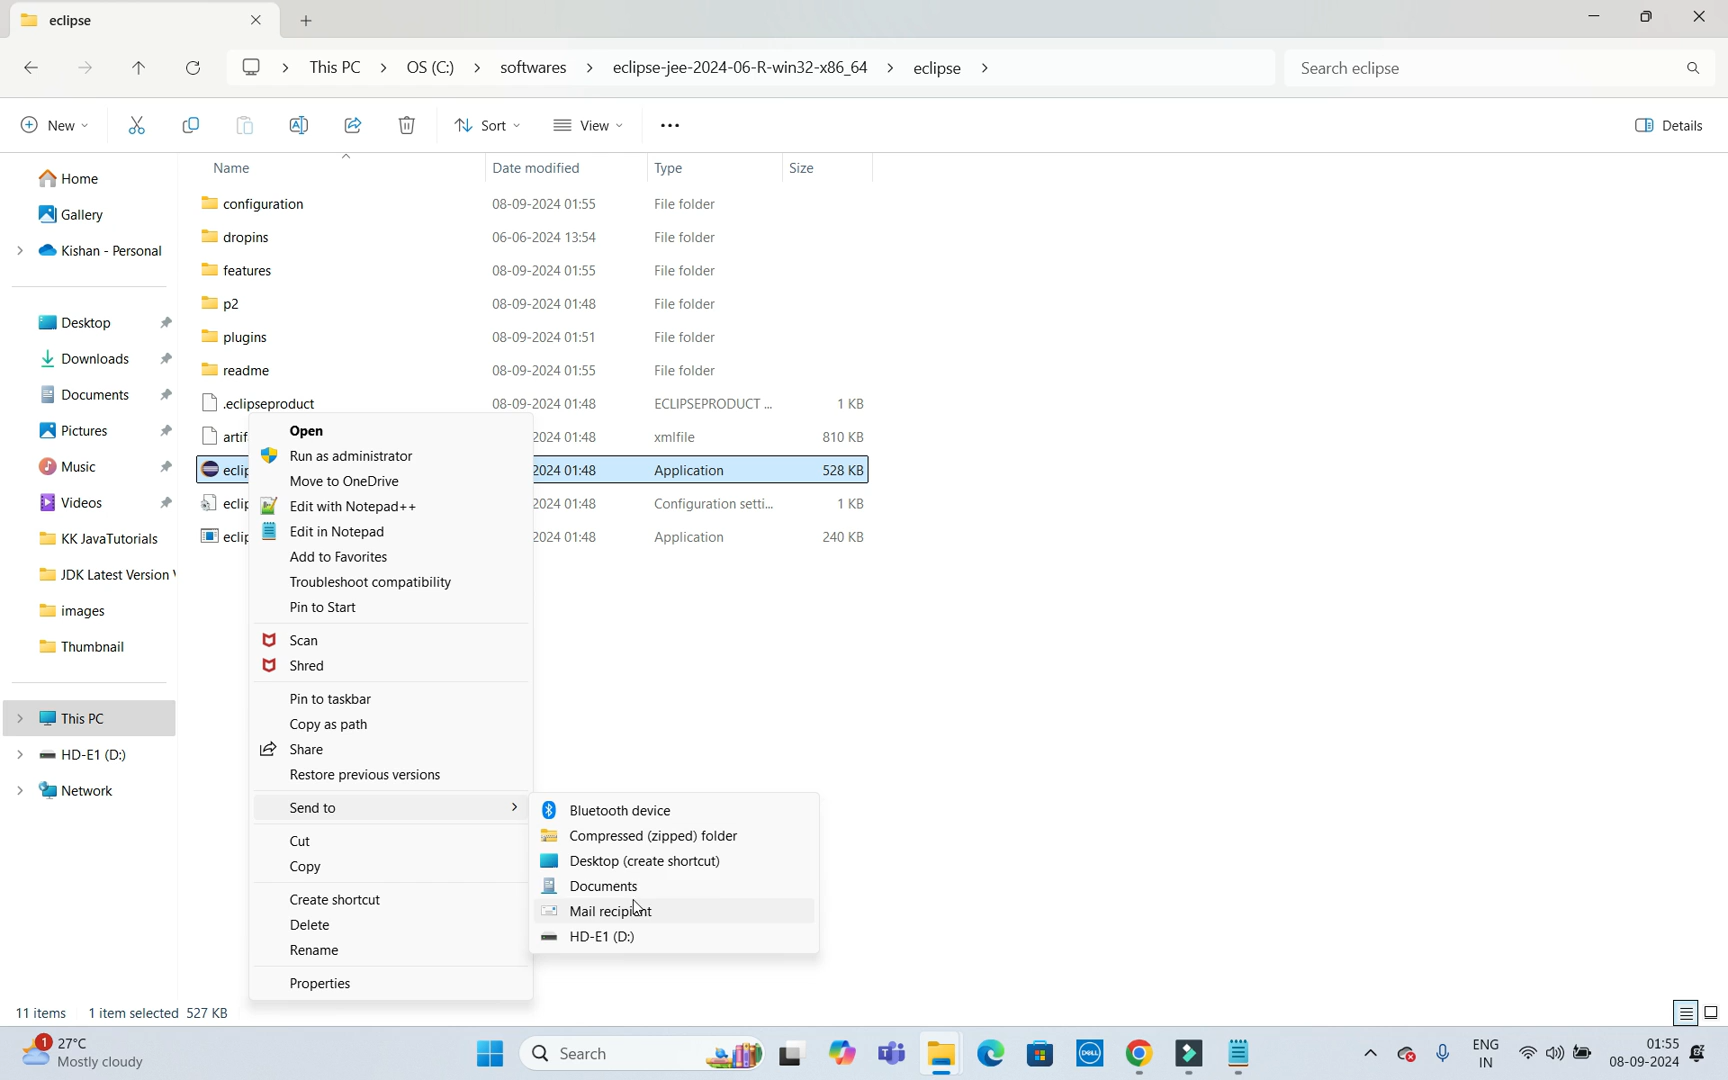 eclipse
This PC > OS (C:) > softwares > eclipse-jee-2024-06-R-win32-x86_64 > eclipse >
Search eclipse
New
Sort
View
Details
Name Date modified Type Size
Home
Gallery
Kishan - Personal
Desktop
Downloads
Documents
Pictures
Music
Videos
KK JavaTutorials
JDK Latest Version
images
Thumbnail
This PC
HD-E1 (D:)
Network
configuration 08-09-2024 01:55 File folder
dropins 06-06-2024 13:54 File folder
features 08-09-2024 01:55 File folder
p2 08-09-2024 01:48 File folder
plugins 08-09-2024 01:51 File folder
readme 08-09-2024 01:55 File folder
.eclipseproduct 08-09-2024 01:48 ECLIPSEPRODUCT ... 1 KB
artif 2024 01:48 xmlfile 810 KB
eclip 2024 01:48 Application 528 KB
eclip 2024 01:48 Configuration setti... 1 KB
eclip 2024 01:48 Application 240 KB
Open
Run as administrator
Move to OneDrive
Edit with Notepad++
Edit in Notepad
Add to Favorites
Troubleshoot compatibility
Pin to Start
Scan
Shred
Pin to taskbar
Copy as path
Share
Restore previous versions
Send to
Cut
Copy
Create shortcut
Delete
Rename
Properties
Bluetooth device
Compressed (zipped) folder
Desktop (create shortcut)
Documents
Mail recipient
HD-E1 (D:)
11 items 1 item selected 527 KB
1
27°C
Mostly cloudy
Search
DELL
ENG
IN
01:55
08-09-2024